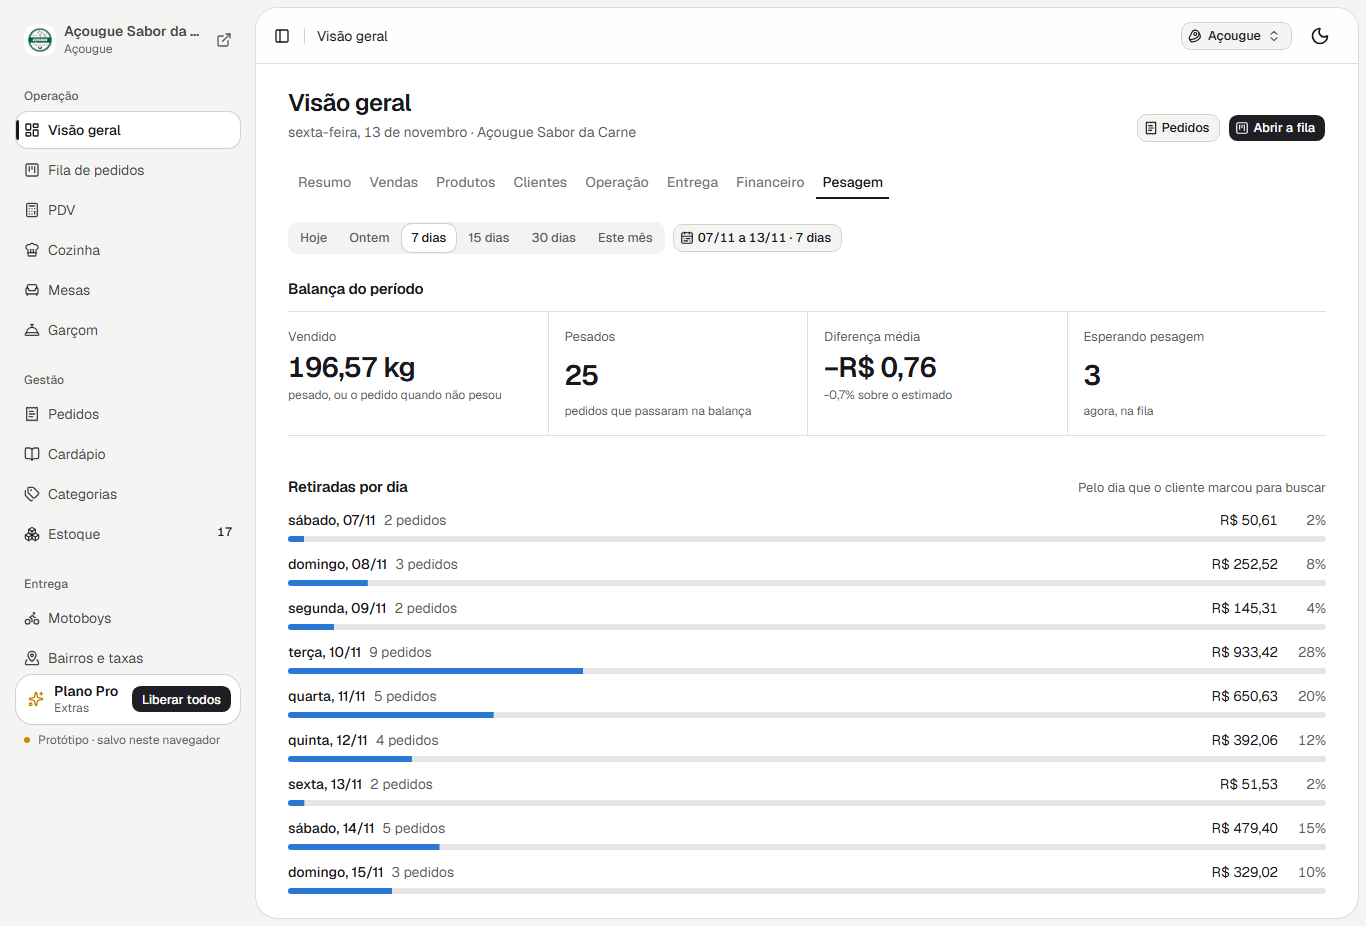 Açougue Sabor da ...
Açougue
Operação
Visão geral
Fila de pedidos
PDV
Cozinha
Mesas
Garçom
Gestão
Pedidos
Cardápio
Categorias
Estoque 17
Entrega
Motoboys
Bairros e taxas
Plano Pro
Extras
Liberar todos
Protótipo · salvo neste navegador
Visão geral
Açougue
Visão geral
sexta-feira, 13 de novembro · Açougue Sabor da Carne
Pedidos
Abrir a fila
Resumo Vendas Produtos Clientes Operação Entrega Financeiro Pesagem
Hoje Ontem 7 dias 15 dias 30 dias Este mês 07/11 a 13/11 · 7 dias
Balança do período
Vendido
196,57 kg
pesado, ou o pedido quando não pesou
Pesados
25
pedidos que passaram na balança
Diferença média
−R$ 0,76
-0,7% sobre o estimado
Esperando pesagem
3
agora, na fila
Retiradas por dia
Pelo dia que o cliente marcou para buscar
sábado, 07/11 2 pedidos R$ 50,61 2%
domingo, 08/11 3 pedidos R$ 252,52 8%
segunda, 09/11 2 pedidos R$ 145,31 4%
terça, 10/11 9 pedidos R$ 933,42 28%
quarta, 11/11 5 pedidos R$ 650,63 20%
quinta, 12/11 4 pedidos R$ 392,06 12%
sexta, 13/11 2 pedidos R$ 51,53 2%
sábado, 14/11 5 pedidos R$ 479,40 15%
domingo, 15/11 3 pedidos R$ 329,02 10%